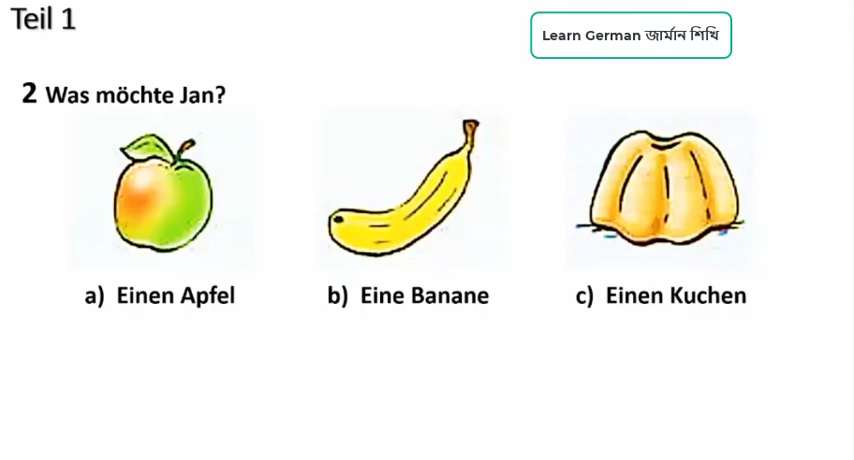 Teil 1
Learn German জার্মান শিখি
2 Was möchte Jan?
a) Einen Apfel
b) Eine Banane
c) Einen Kuchen